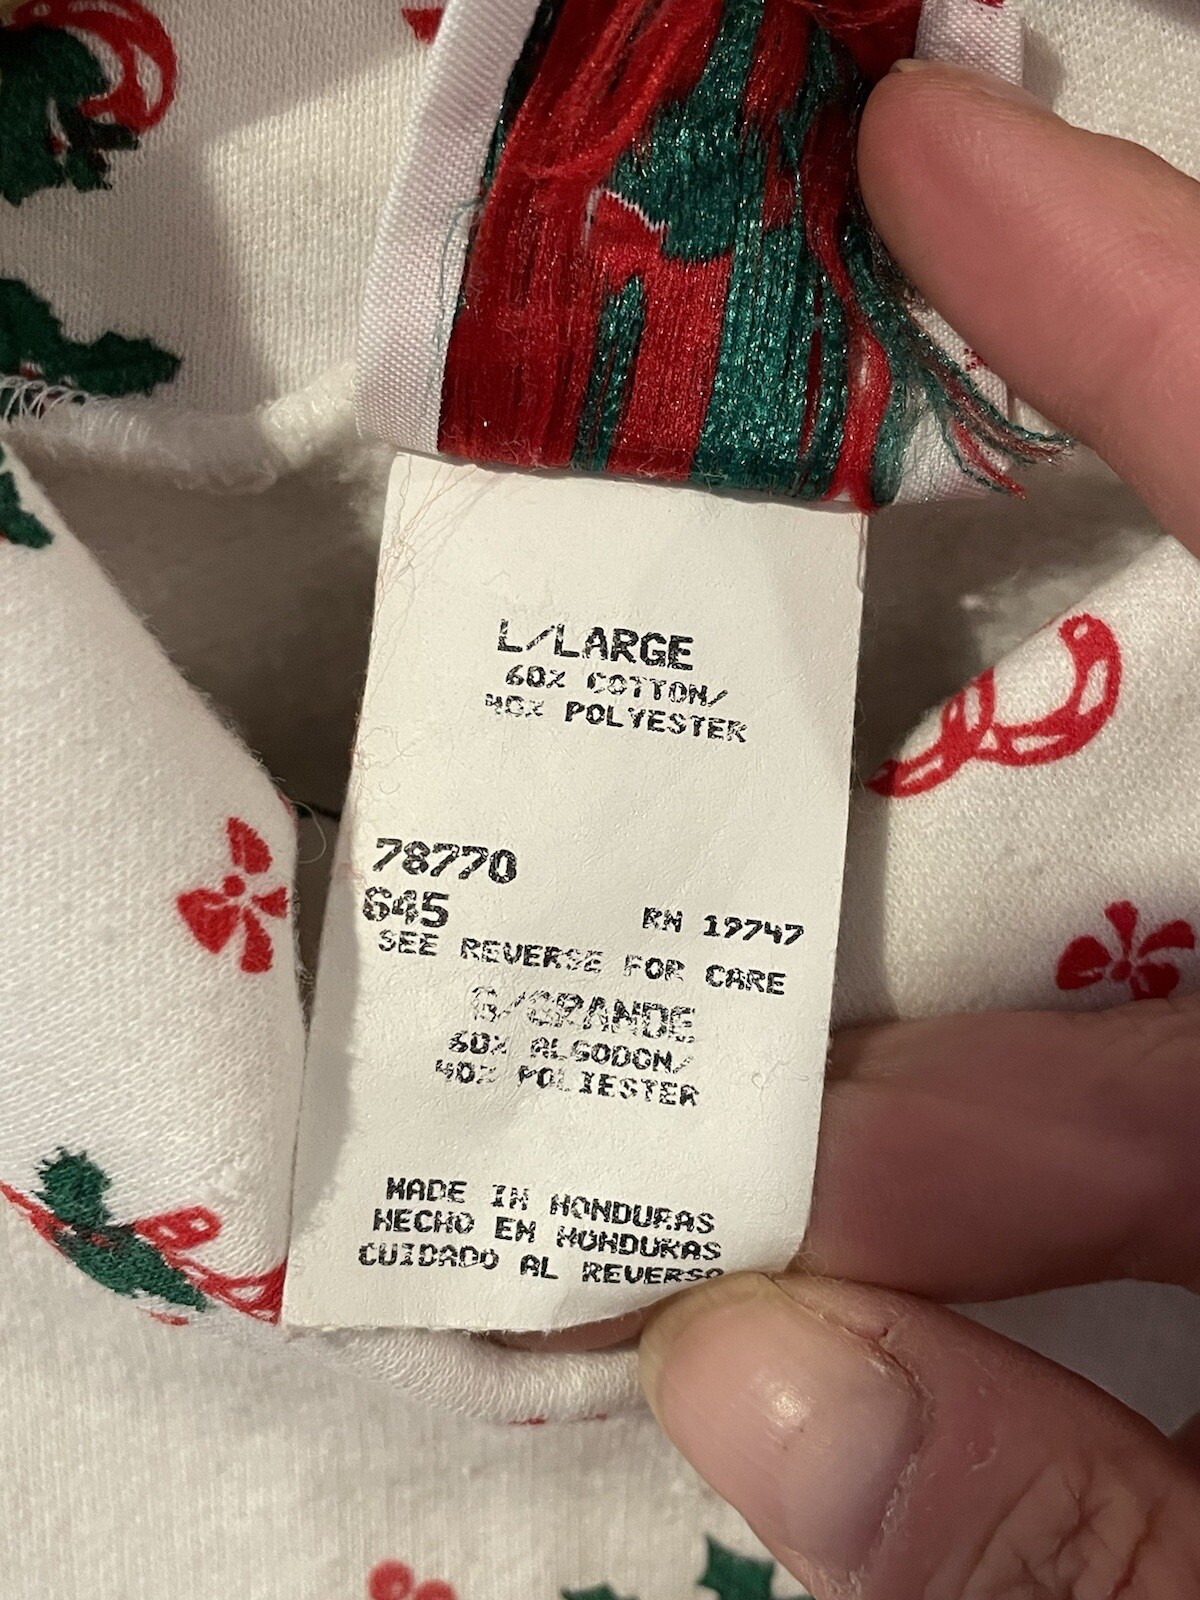 L/LARGE
60% COTTON/
40% POLYESTER
78770
645
RN 19747
SEE REVERSE FOR CARE
G/GRANDE
60% ALGODON/
40% POLIESTER
MADE IN HONDURAS
HECHO EN HONDURAS
CUIDADO AL REVERSO